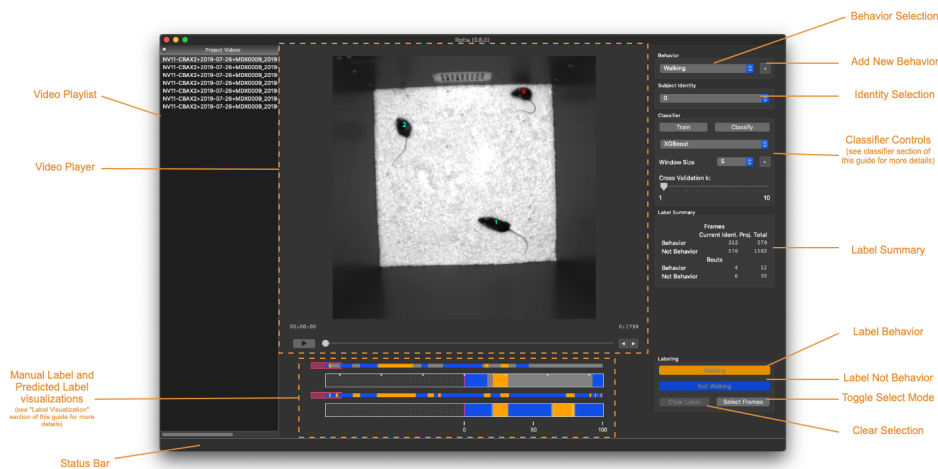 Behavior Selection
Rotta (0.8.0)
Project Videos
NV11-CBAX2+2019-07-26+MDX0009_2019
NV11-CBAX2+2019-07-26+MDX0009_2019
NV11-CBAX2+2019-07-26+MDX0009_2019
NV11-CBAX2+2019-07-26+MDX0009_2019
NV11-CBAX2+2019-07-26+MDX0009_2019
NV11-CBAX2+2019-07-26+MDX0009_2019
NV11-CBAX2+2019-07-26+MDX0009_2019
Behavior
Walking
Add New Behavior
Subject Identity
0
Identity Selection
Video Playlist
0
2
1
Classifier
Train Classify
XGBoost
Window Size 5
Cross Validation k:
1 10
Classifier Controls
(see classifier section of
this guide for more details)
Video Player
Label Summary
Frames
Current Ident. Proj. Total
Behavior 312 579
Not Behavior 576 1582
Bouts
Behavior 4 12
Not Behavior 6 30
Label Summary
00:00:00 0:1799
Label Behavior
Labeling
Walking
Not Walking
Clear Label Select Frames
Label Not Behavior
Toggle Select Mode
Clear Selection
Manual Label and
Predicted Label
visualizations
(see "Label Visualization"
section of this guide for more
details)
0 50 100
Status Bar